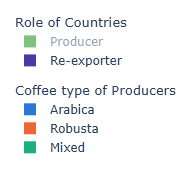 Role of Countries
Producer
Re-exporter
Coffee type of Producers
Arabica
Robusta
Mixed